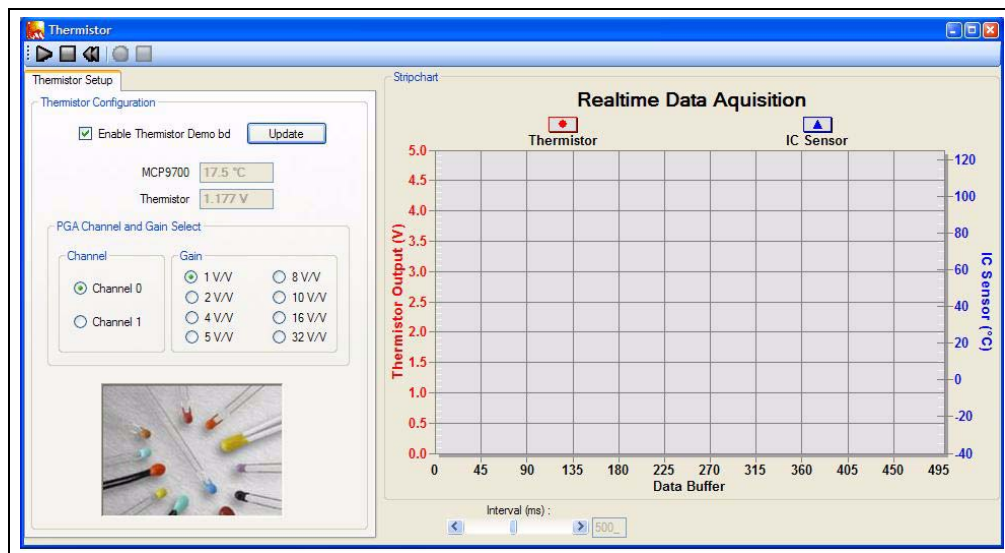 Thermistor
Thermistor Setup
Thermistor Configuration
Enable Thermistor Demo bd
Update
MCP9700
17.5 °C
Thermistor
1.177 V
PGA Channel and Gain Select
Channel
Channel 0
Channel 1
Gain
1 V/V
8 V/V
2 V/V
10 V/V
4 V/V
16 V/V
5 V/V
32 V/V
Stripchart
Realtime Data Aquisition
Thermistor
IC Sensor
Thermistor Output (V)
5.0
4.5
4.0
3.5
3.0
2.5
2.0
1.5
1.0
0.5
0.0
IC Sensor (°C)
120
100
80
60
40
20
0
-20
-40
0 45 90 135 180 225 270 315 360 405 450 495
Data Buffer
Interval (ms) :
500_